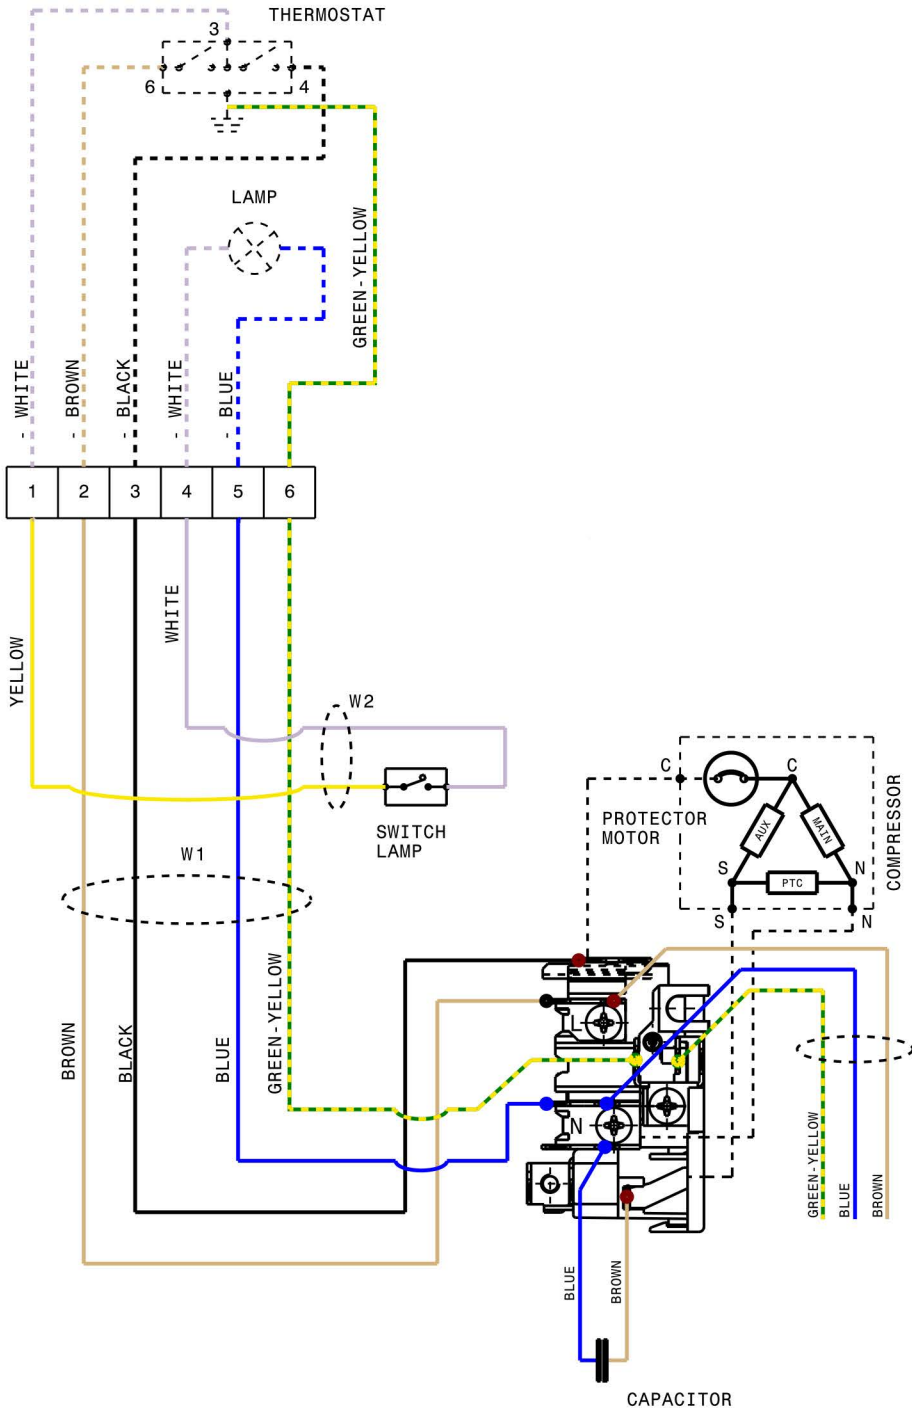 THERMOSTAT
3
6
4
LAMP
GREEN-YELLOW
- WHITE
- BROWN
- BLACK
- WHITE
- BLUE
1
2
3
4
5
6
YELLOW
WHITE
W2
SWITCH
LAMP
W1
C
C
PROTECTOR
MOTOR
AUX
MAIN
S
PTC
N
S
N
COMPRESSOR
BROWN
BLACK
BLUE
GREEN-YELLOW
N
GREEN-YELLOW
BLUE
BROWN
BLUE
BROWN
CAPACITOR